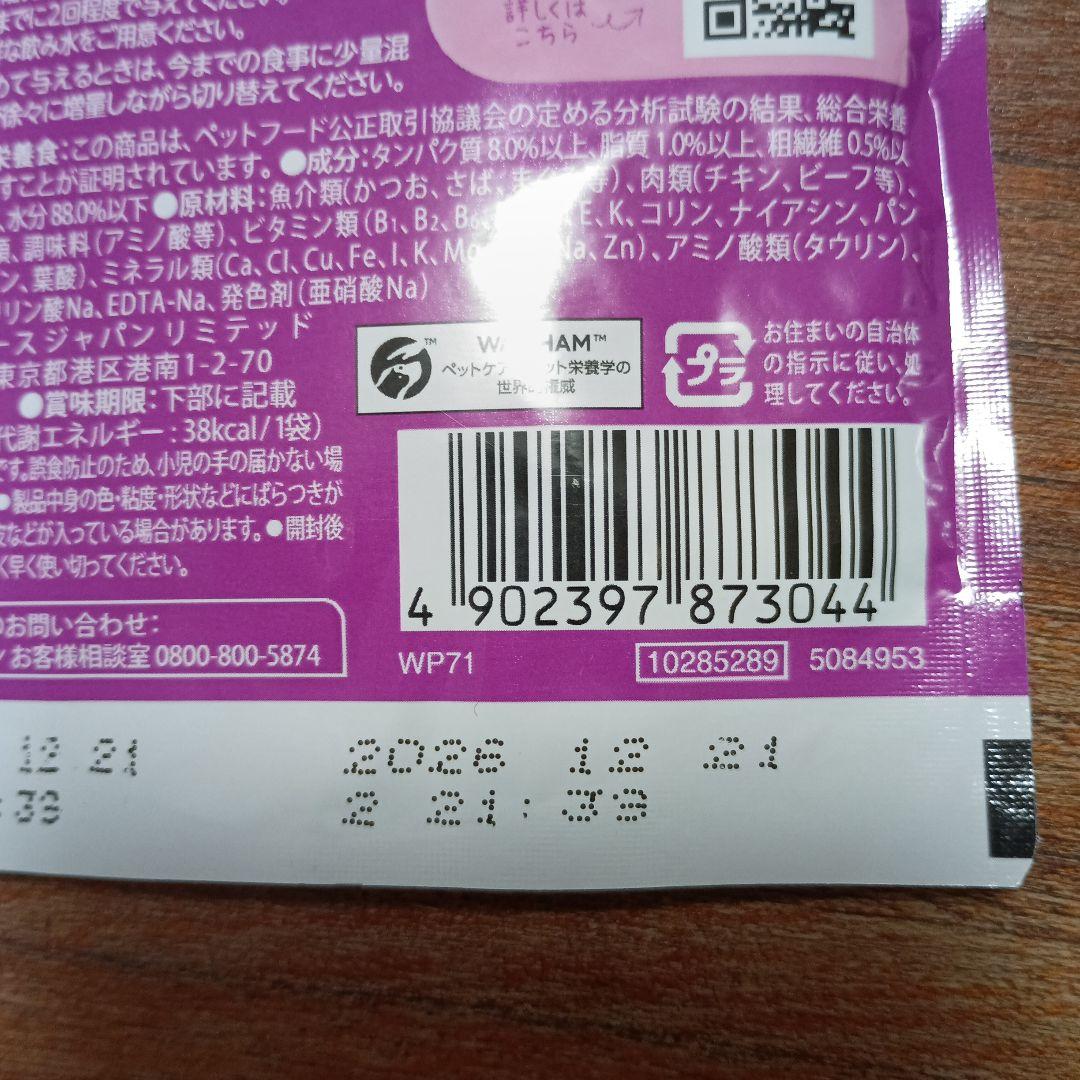 までに2回程度で与えてください。
な飲み水をご用意ください。
めて与えるときは、今までの食事に少量混
徐々に増量しながら切り替えてください。
詳しくは
こちら
栄養食:この商品は、ペットフード公正取引協議会の定める分析試験の結果、総合栄養
すことが証明されています。●成分:タンパク質8.0%以上、脂質1.0%以上、粗繊維0.5%以
、水分88.0%以下●原材料:魚介類(かつお、さば、まぐろ等)、肉類(チキン、ビーフ等)、
類、調味料(アミノ酸等)、ビタミン類(B1、B2、B6、E、K、コリン、ナイアシン、パン
ン、葉酸)、ミネラル類(Ca、Cl、Cu、Fe、I、K、Na、Zn)、アミノ酸類(タウリン)、
リン酸Na、EDTA-Na、発色剤(亜硝酸Na)
ースジャパンリミテッド
東京都港区港南1-2-70
●賞味期限:下部に記載
代謝エネルギー:38kcal/1袋)
です。誤食防止のため、小児の手の届かない場
●製品中身の色・粘度・形状などにばらつきが
皮などが入っている場合があります。●開封後
く早く使い切ってください。
のお問い合わせ:
ン お客様相談室 0800-800-5874
WALTHAM™
ペットケアとペット栄養学の
世界的権威
プラ
お住まいの自治体
の指示に従い、処
理してください。
4 902397 873044
WP71 10285289 5084953
12 21 2026 12 21
:39 2 21:39